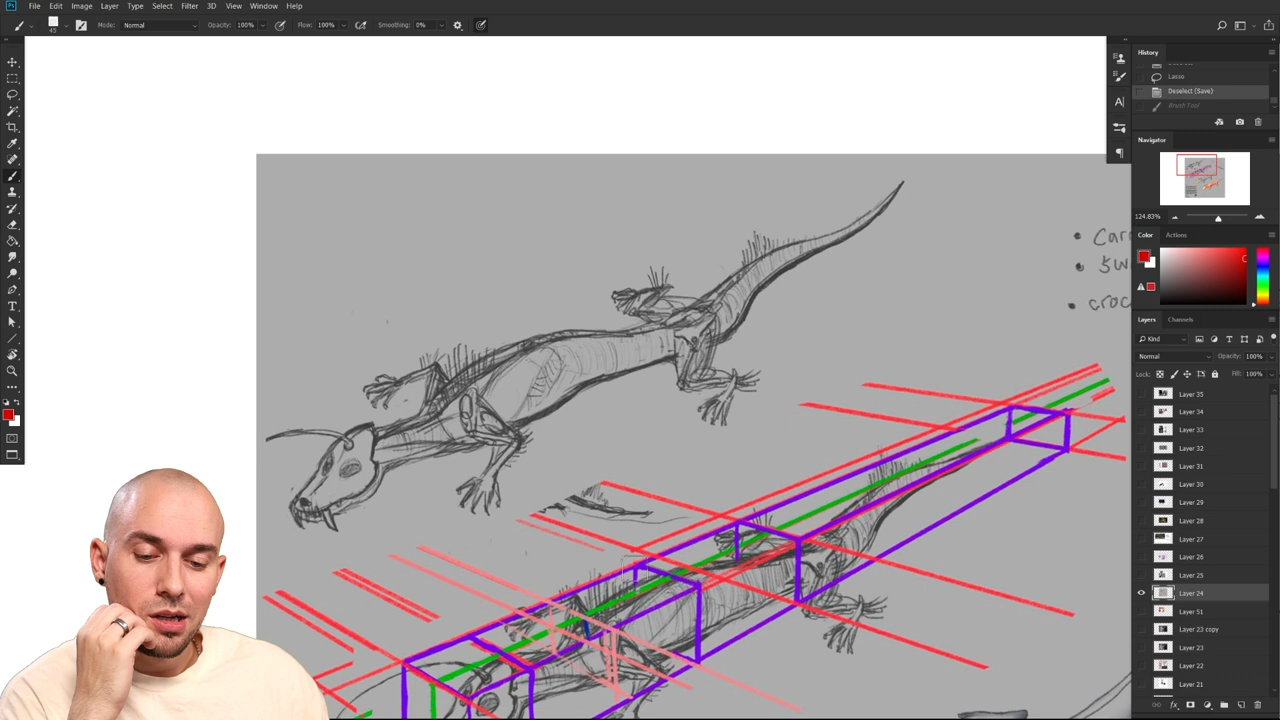 Ps File Edit Image Layer Type Select Filter 3D View Window Help
45 Mode: Normal Opacity: 100% Flow: 100% Smoothing: 0%
History
Lasso
Deselect (Save)
Brush Tool
Navigator
124.83%
Color Actions
Layers Channels
Kind
Normal Opacity: 100%
Lock: Fill: 100%
Layer 35
Layer 34
Layer 33
Layer 32
Layer 31
Layer 30
Layer 29
Layer 28
Layer 27
Layer 26
Layer 25
Layer 24
Layer 51
Layer 23 copy
Layer 23
Layer 22
Layer 21